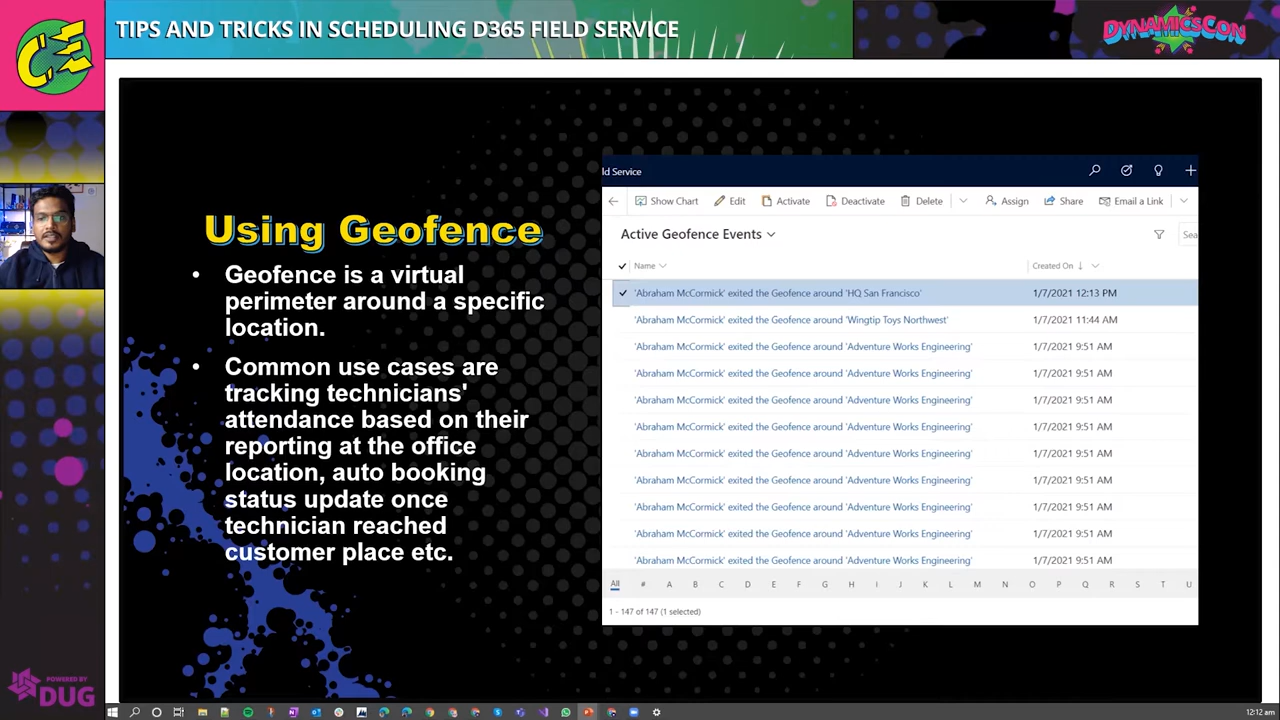 CE
TIPS AND TRICKS IN SCHEDULING D365 FIELD SERVICE
DYNAMICSCON
Using Geofence
• Geofence is a virtual
perimeter around a specific
location.
• Common use cases are
tracking technicians'
attendance based on their
reporting at the office
location, auto booking
status update once
technician reached
customer place etc.
ld Service
Show Chart Edit Activate Deactivate Delete Assign Share Email a Link
Active Geofence Events
Sea
Name Created On
'Abraham McCormick' exited the Geofence around 'HQ San Francisco' 1/7/2021 12:13 PM
'Abraham McCormick' exited the Geofence around 'Wingtip Toys Northwest' 1/7/2021 11:44 AM
'Abraham McCormick' exited the Geofence around 'Adventure Works Engineering' 1/7/2021 9:51 AM
'Abraham McCormick' exited the Geofence around 'Adventure Works Engineering' 1/7/2021 9:51 AM
'Abraham McCormick' exited the Geofence around 'Adventure Works Engineering' 1/7/2021 9:51 AM
'Abraham McCormick' exited the Geofence around 'Adventure Works Engineering' 1/7/2021 9:51 AM
'Abraham McCormick' exited the Geofence around 'Adventure Works Engineering' 1/7/2021 9:51 AM
'Abraham McCormick' exited the Geofence around 'Adventure Works Engineering' 1/7/2021 9:51 AM
'Abraham McCormick' exited the Geofence around 'Adventure Works Engineering' 1/7/2021 9:51 AM
'Abraham McCormick' exited the Geofence around 'Adventure Works Engineering' 1/7/2021 9:51 AM
'Abraham McCormick' exited the Geofence around 'Adventure Works Engineering' 1/7/2021 9:51 AM
All # A B C D E F G H I J K L M N O P Q R S T U
1 - 147 of 147 (1 selected)
POWERED BY
DUG
12:12 am